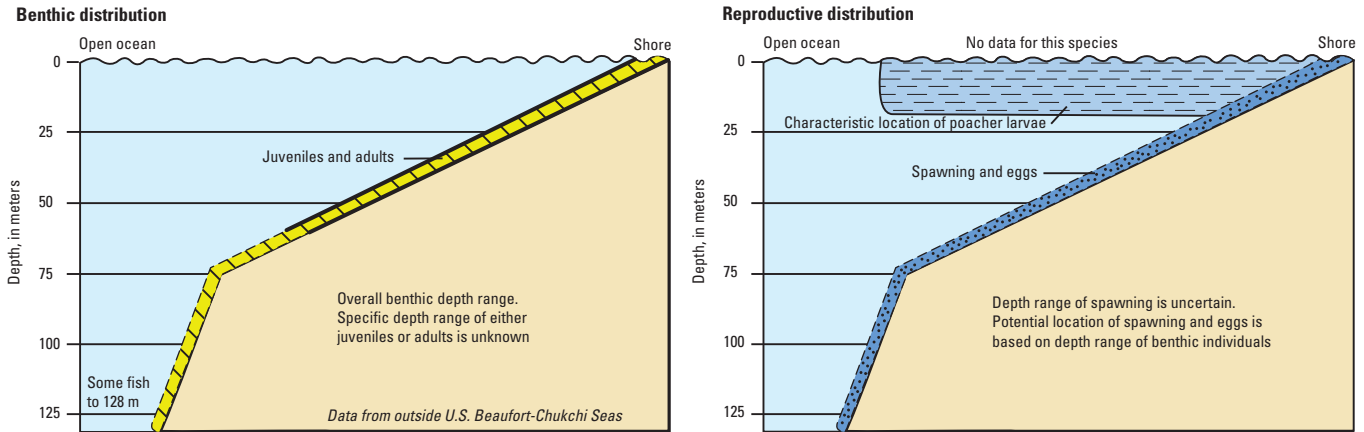 Benthic distribution
Open ocean
Shore
0
25
50
75
100
125
Depth, in meters
Juveniles and adults
Overall benthic depth range.
Specific depth range of either
juveniles or adults is unknown
Some fish
to 128 m
Data from outside U.S. Beaufort-Chukchi Seas
Reproductive distribution
Open ocean
No data for this species
Shore
0
25
50
75
100
125
Depth, in meters
Characteristic location of poacher larvae
Spawning and eggs
Depth range of spawning is uncertain.
Potential location of spawning and eggs is
based on depth range of benthic individuals